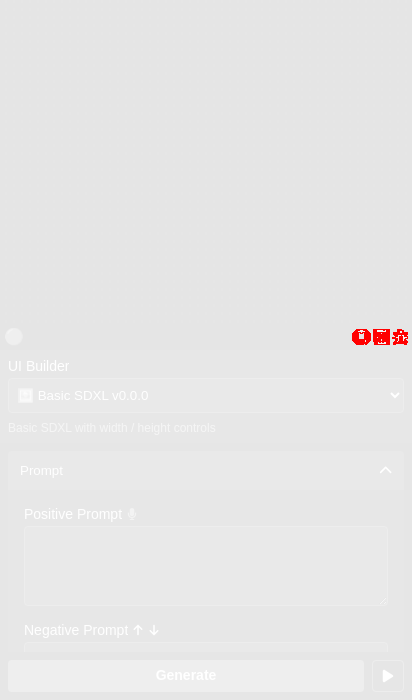 UI Builder
Basic SDXL v0.0.0
Basic SDXL with width / height controls
Prompt
Positive Prompt
Negative Prompt ↑ ↓
Generate